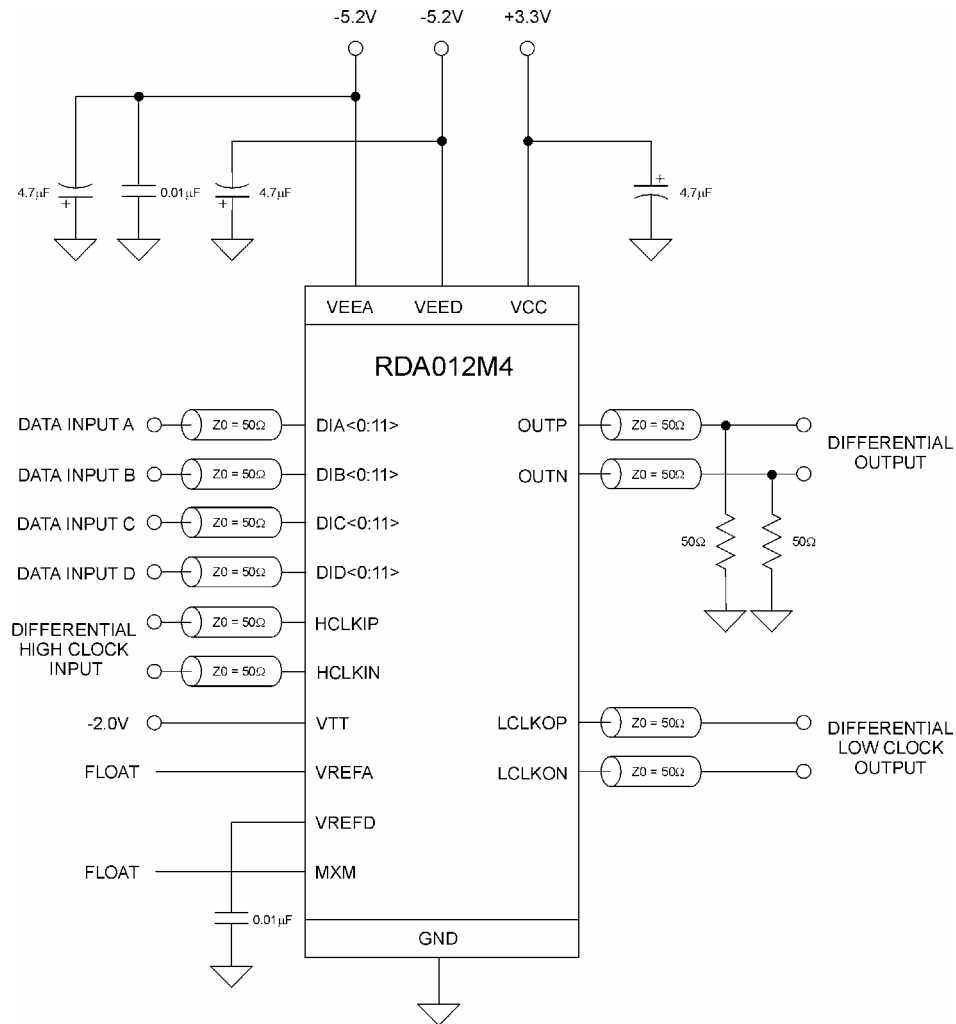 -5.2V -5.2V +3.3V
4.7µF + 0.01µF + 4.7µF + 4.7µF
VEEA VEED VCC
RDA012M4
DATA INPUT A Z0 = 50Ω DIA<0:11> OUTP Z0 = 50Ω
DIFFERENTIAL
OUTPUT
DATA INPUT B Z0 = 50Ω DIB<0:11> OUTN Z0 = 50Ω
DATA INPUT C Z0 = 50Ω DIC<0:11>
50Ω 50Ω
DATA INPUT D Z0 = 50Ω DID<0:11>
DIFFERENTIAL
HIGH CLOCK
INPUT
Z0 = 50Ω HCLKIP
Z0 = 50Ω HCLKIN
-2.0V VTT LCLKOP Z0 = 50Ω
DIFFERENTIAL
LOW CLOCK
OUTPUT
FLOAT VREFA LCLKON Z0 = 50Ω
VREFD
FLOAT MXM
0.01µF
GND